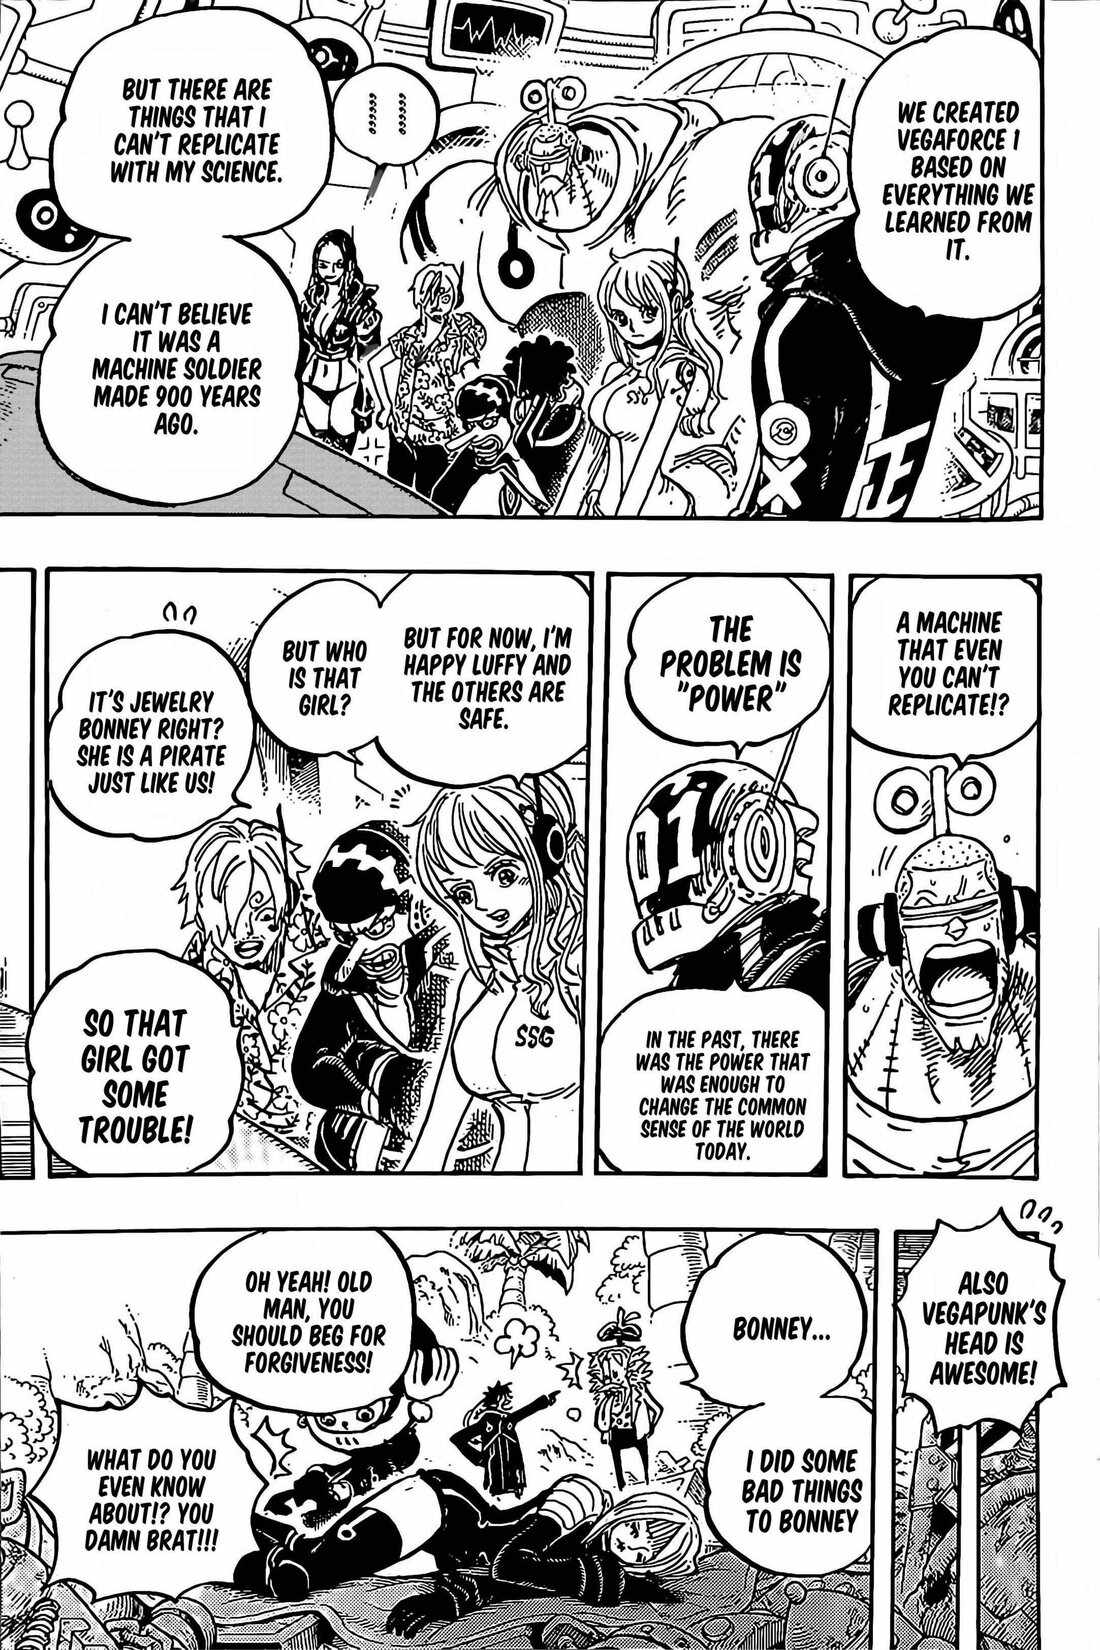 WE CREATED
VEGAFORCE 1
BASED ON
EVERYTHING WE
LEARNED FROM
IT.
BUT THERE ARE
THINGS THAT I
CAN'T REPLICATE
WITH MY SCIENCE.
I CAN'T BELIEVE
IT WAS A
MACHINE SOLDIER
MADE 900 YEARS
AGO.
A MACHINE
THAT EVEN
YOU CAN'T
REPLICATE!?
THE
PROBLEM IS
"POWER"
01
IN THE PAST, THERE
WAS THE POWER THAT
WAS ENOUGH TO
CHANGE THE COMMON
SENSE OF THE WORLD
TODAY.
BUT FOR NOW, I'M
HAPPY LUFFY AND
THE OTHERS ARE
SAFE.
BUT WHO
IS THAT
GIRL?
SSG
IT'S JEWELRY
BONNEY RIGHT?
SHE IS A PIRATE
JUST LIKE US!
SO THAT
GIRL GOT
SOME
TROUBLE!
ALSO
VEGAPUNK'S
HEAD IS
AWESOME!
BONNEY...
I DID SOME
BAD THINGS
TO BONNEY
OH YEAH! OLD
MAN, YOU
SHOULD BEG FOR
FORGIVENESS!
WHAT DO YOU
EVEN KNOW
ABOUT!? YOU
DAMN BRAT!!!